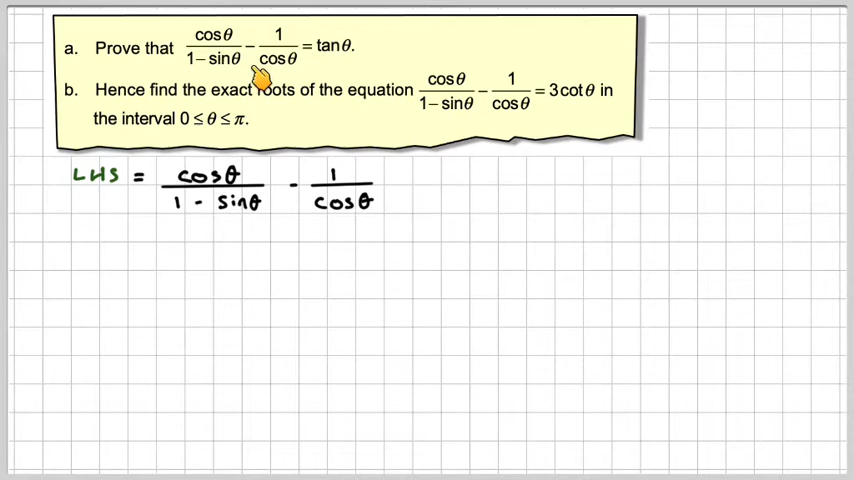 a. Prove that cosθ/(1 − sinθ) − 1/cosθ = tanθ.
b. Hence find the exact roots of the equation cosθ/(1 − sinθ) − 1/cosθ = 3cotθ in
the interval 0 ≤ θ ≤ π.
LHS = cosθ/(1 - sinθ) - 1/cosθ